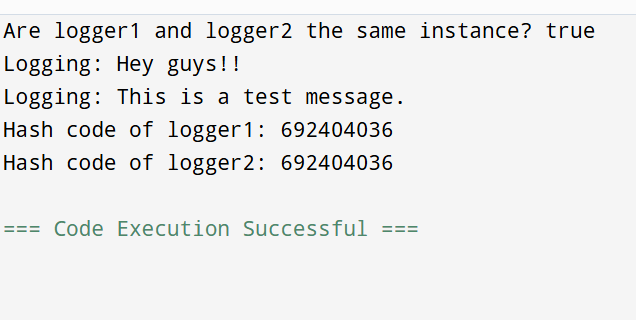 Are logger1 and logger2 the same instance? true
Logging: Hey guys!!
Logging: This is a test message.
Hash code of logger1: 692404036
Hash code of logger2: 692404036
=== Code Execution Successful ===